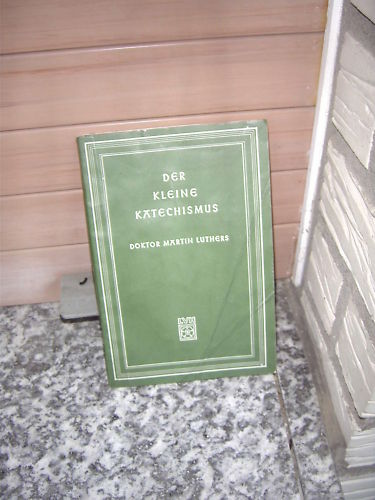 DER
KLEINE
KATECHISMUS
DOKTOR MARTIN LUTHERS